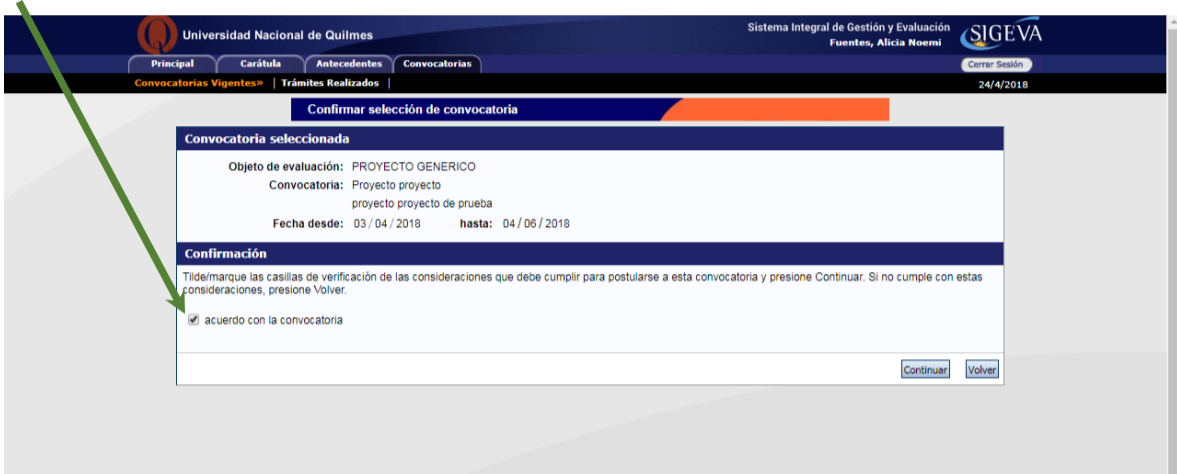 Universidad Nacional de Quilmes
Sistema Integral de Gestión y Evaluación
Fuentes, Alicia Noemi
SIGEVA
Principal Carátula Antecedentes Convocatorias
Cerrar Sesión
Convocatorias Vigentes» | Trámites Realizados |
24/4/2018
Confirmar selección de convocatoria
Convocatoria seleccionada
Objeto de evaluación: PROYECTO GENERICO
Convocatoria: Proyecto proyecto
proyecto proyecto de prueba
Fecha desde: 03/04/2018 hasta: 04/06/2018
Confirmación
Tilde/marque las casillas de verificación de las consideraciones que debe cumplir para postularse a esta convocatoria y presione Continuar. Si no cumple con estas
consideraciones, presione Volver.
acuerdo con la convocatoria
Continuar Volver